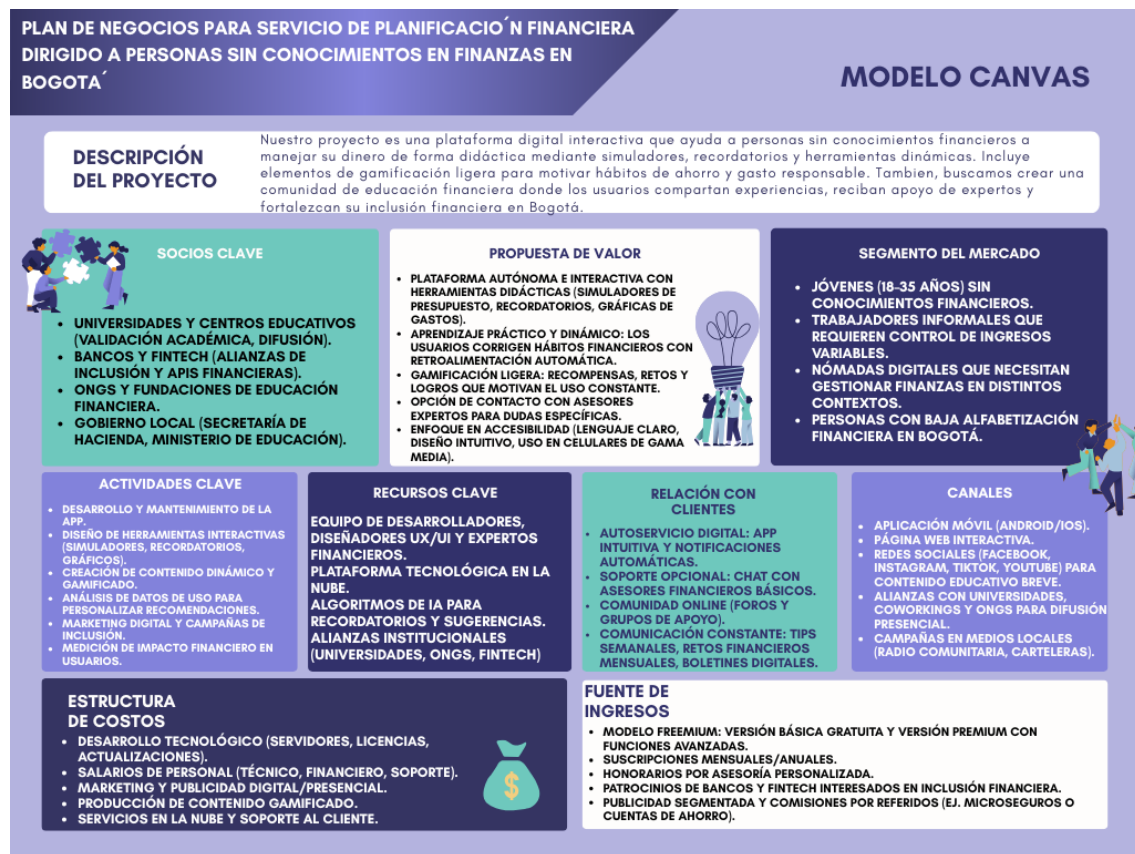 PLAN DE NEGOCIOS PARA SERVICIO DE PLANIFICACIO´N FINANCIERA
DIRIGIDO A PERSONAS SIN CONOCIMIENTOS EN FINANZAS EN
BOGOTA´
MODELO CANVAS
DESCRIPCIÓN
DEL PROYECTO
Nuestro proyecto es una plataforma digital interactiva que ayuda a personas sin conocimientos financieros a
manejar su dinero de forma didáctica mediante simuladores, recordatorios y herramientas dinámicas. Incluye
elementos de gamificación ligera para motivar hábitos de ahorro y gasto responsable. Tambien, buscamos crear una
comunidad de educación financiera donde los usuarios compartan experiencias, reciban apoyo de expertos y
fortalezcan su inclusión financiera en Bogotá.
SOCIOS CLAVE
• UNIVERSIDADES Y CENTROS EDUCATIVOS
(VALIDACIÓN ACADÉMICA, DIFUSIÓN).
• BANCOS Y FINTECH (ALIANZAS DE
INCLUSIÓN Y APIS FINANCIERAS).
• ONGS Y FUNDACIONES DE EDUCACIÓN
FINANCIERA.
• GOBIERNO LOCAL (SECRETARÍA DE
HACIENDA, MINISTERIO DE EDUCACIÓN).
PROPUESTA DE VALOR
• PLATAFORMA AUTÓNOMA E INTERACTIVA CON
HERRAMIENTAS DIDÁCTICAS (SIMULADORES DE
PRESUPUESTO, RECORDATORIOS, GRÁFICAS DE
GASTOS).
• APRENDIZAJE PRÁCTICO Y DINÁMICO: LOS
USUARIOS CORRIGEN HÁBITOS FINANCIEROS CON
RETROALIMENTACIÓN AUTOMÁTICA.
• GAMIFICACIÓN LIGERA: RECOMPENSAS, RETOS Y
LOGROS QUE MOTIVAN EL USO CONSTANTE.
• OPCIÓN DE CONTACTO CON ASESORES
EXPERTOS PARA DUDAS ESPECÍFICAS.
• ENFOQUE EN ACCESIBILIDAD (LENGUAJE CLARO,
DISEÑO INTUITIVO, USO EN CELULARES DE GAMA
MEDIA).
SEGMENTO DEL MERCADO
• JÓVENES (18–35 AÑOS) SIN
CONOCIMIENTOS FINANCIEROS.
• TRABAJADORES INFORMALES QUE
REQUIEREN CONTROL DE INGRESOS
VARIABLES.
• NÓMADAS DIGITALES QUE NECESITAN
GESTIONAR FINANZAS EN DISTINTOS
CONTEXTOS.
• PERSONAS CON BAJA ALFABETIZACIÓN
FINANCIERA EN BOGOTÁ.
ACTIVIDADES CLAVE
• DESARROLLO Y MANTENIMIENTO DE LA
APP.
• DISEÑO DE HERRAMIENTAS INTERACTIVAS
(SIMULADORES, RECORDATORIOS,
GRÁFICOS).
• CREACIÓN DE CONTENIDO DINÁMICO Y
GAMIFICADO.
• ANÁLISIS DE DATOS DE USO PARA
PERSONALIZAR RECOMENDACIONES.
• MARKETING DIGITAL Y CAMPAÑAS DE
INCLUSIÓN.
• MEDICIÓN DE IMPACTO FINANCIERO EN
USUARIOS.
RECURSOS CLAVE
EQUIPO DE DESARROLLADORES,
DISEÑADORES UX/UI Y EXPERTOS
FINANCIEROS.
PLATAFORMA TECNOLÓGICA EN LA
NUBE.
ALGORITMOS DE IA PARA
RECORDATORIOS Y SUGERENCIAS.
ALIANZAS INSTITUCIONALES
(UNIVERSIDADES, ONGS, FINTECH)
RELACIÓN CON
CLIENTES
• AUTOSERVICIO DIGITAL: APP
INTUITIVA Y NOTIFICACIONES
AUTOMÁTICAS.
• SOPORTE OPCIONAL: CHAT CON
ASESORES FINANCIEROS BÁSICOS.
• COMUNIDAD ONLINE (FOROS Y
GRUPOS DE APOYO).
• COMUNICACIÓN CONSTANTE: TIPS
SEMANALES, RETOS FINANCIEROS
MENSUALES, BOLETINES DIGITALES.
CANALES
• APLICACIÓN MÓVIL (ANDROID/IOS).
• PÁGINA WEB INTERACTIVA.
• REDES SOCIALES (FACEBOOK,
INSTAGRAM, TIKTOK, YOUTUBE) PARA
CONTENIDO EDUCATIVO BREVE.
• ALIANZAS CON UNIVERSIDADES,
COWORKINGS Y ONGS PARA DIFUSIÓN
PRESENCIAL.
• CAMPAÑAS EN MEDIOS LOCALES
(RADIO COMUNITARIA, CARTELERAS).
ESTRUCTURA
DE COSTOS
• DESARROLLO TECNOLÓGICO (SERVIDORES, LICENCIAS,
ACTUALIZACIONES).
• SALARIOS DE PERSONAL (TÉCNICO, FINANCIERO, SOPORTE).
• MARKETING Y PUBLICIDAD DIGITAL/PRESENCIAL.
• PRODUCCIÓN DE CONTENIDO GAMIFICADO.
• SERVICIOS EN LA NUBE Y SOPORTE AL CLIENTE.
$
FUENTE DE
INGRESOS
• MODELO FREEMIUM: VERSIÓN BÁSICA GRATUITA Y VERSIÓN PREMIUM CON
FUNCIONES AVANZADAS.
• SUSCRIPCIONES MENSUALES/ANUALES.
• HONORARIOS POR ASESORÍA PERSONALIZADA.
• PATROCINIOS DE BANCOS Y FINTECH INTERESADOS EN INCLUSIÓN FINANCIERA.
• PUBLICIDAD SEGMENTADA Y COMISIONES POR REFERIDOS (EJ. MICROSEGUROS O
CUENTAS DE AHORRO).